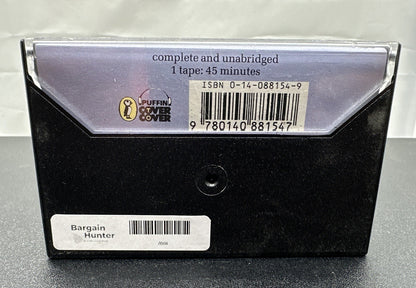 complete and unabridged
1 tape: 45 minutes
ISBN 0-14-088154-9
PUFFIN
COVER
COVER
9 780140 881547
Bargain
Hunter